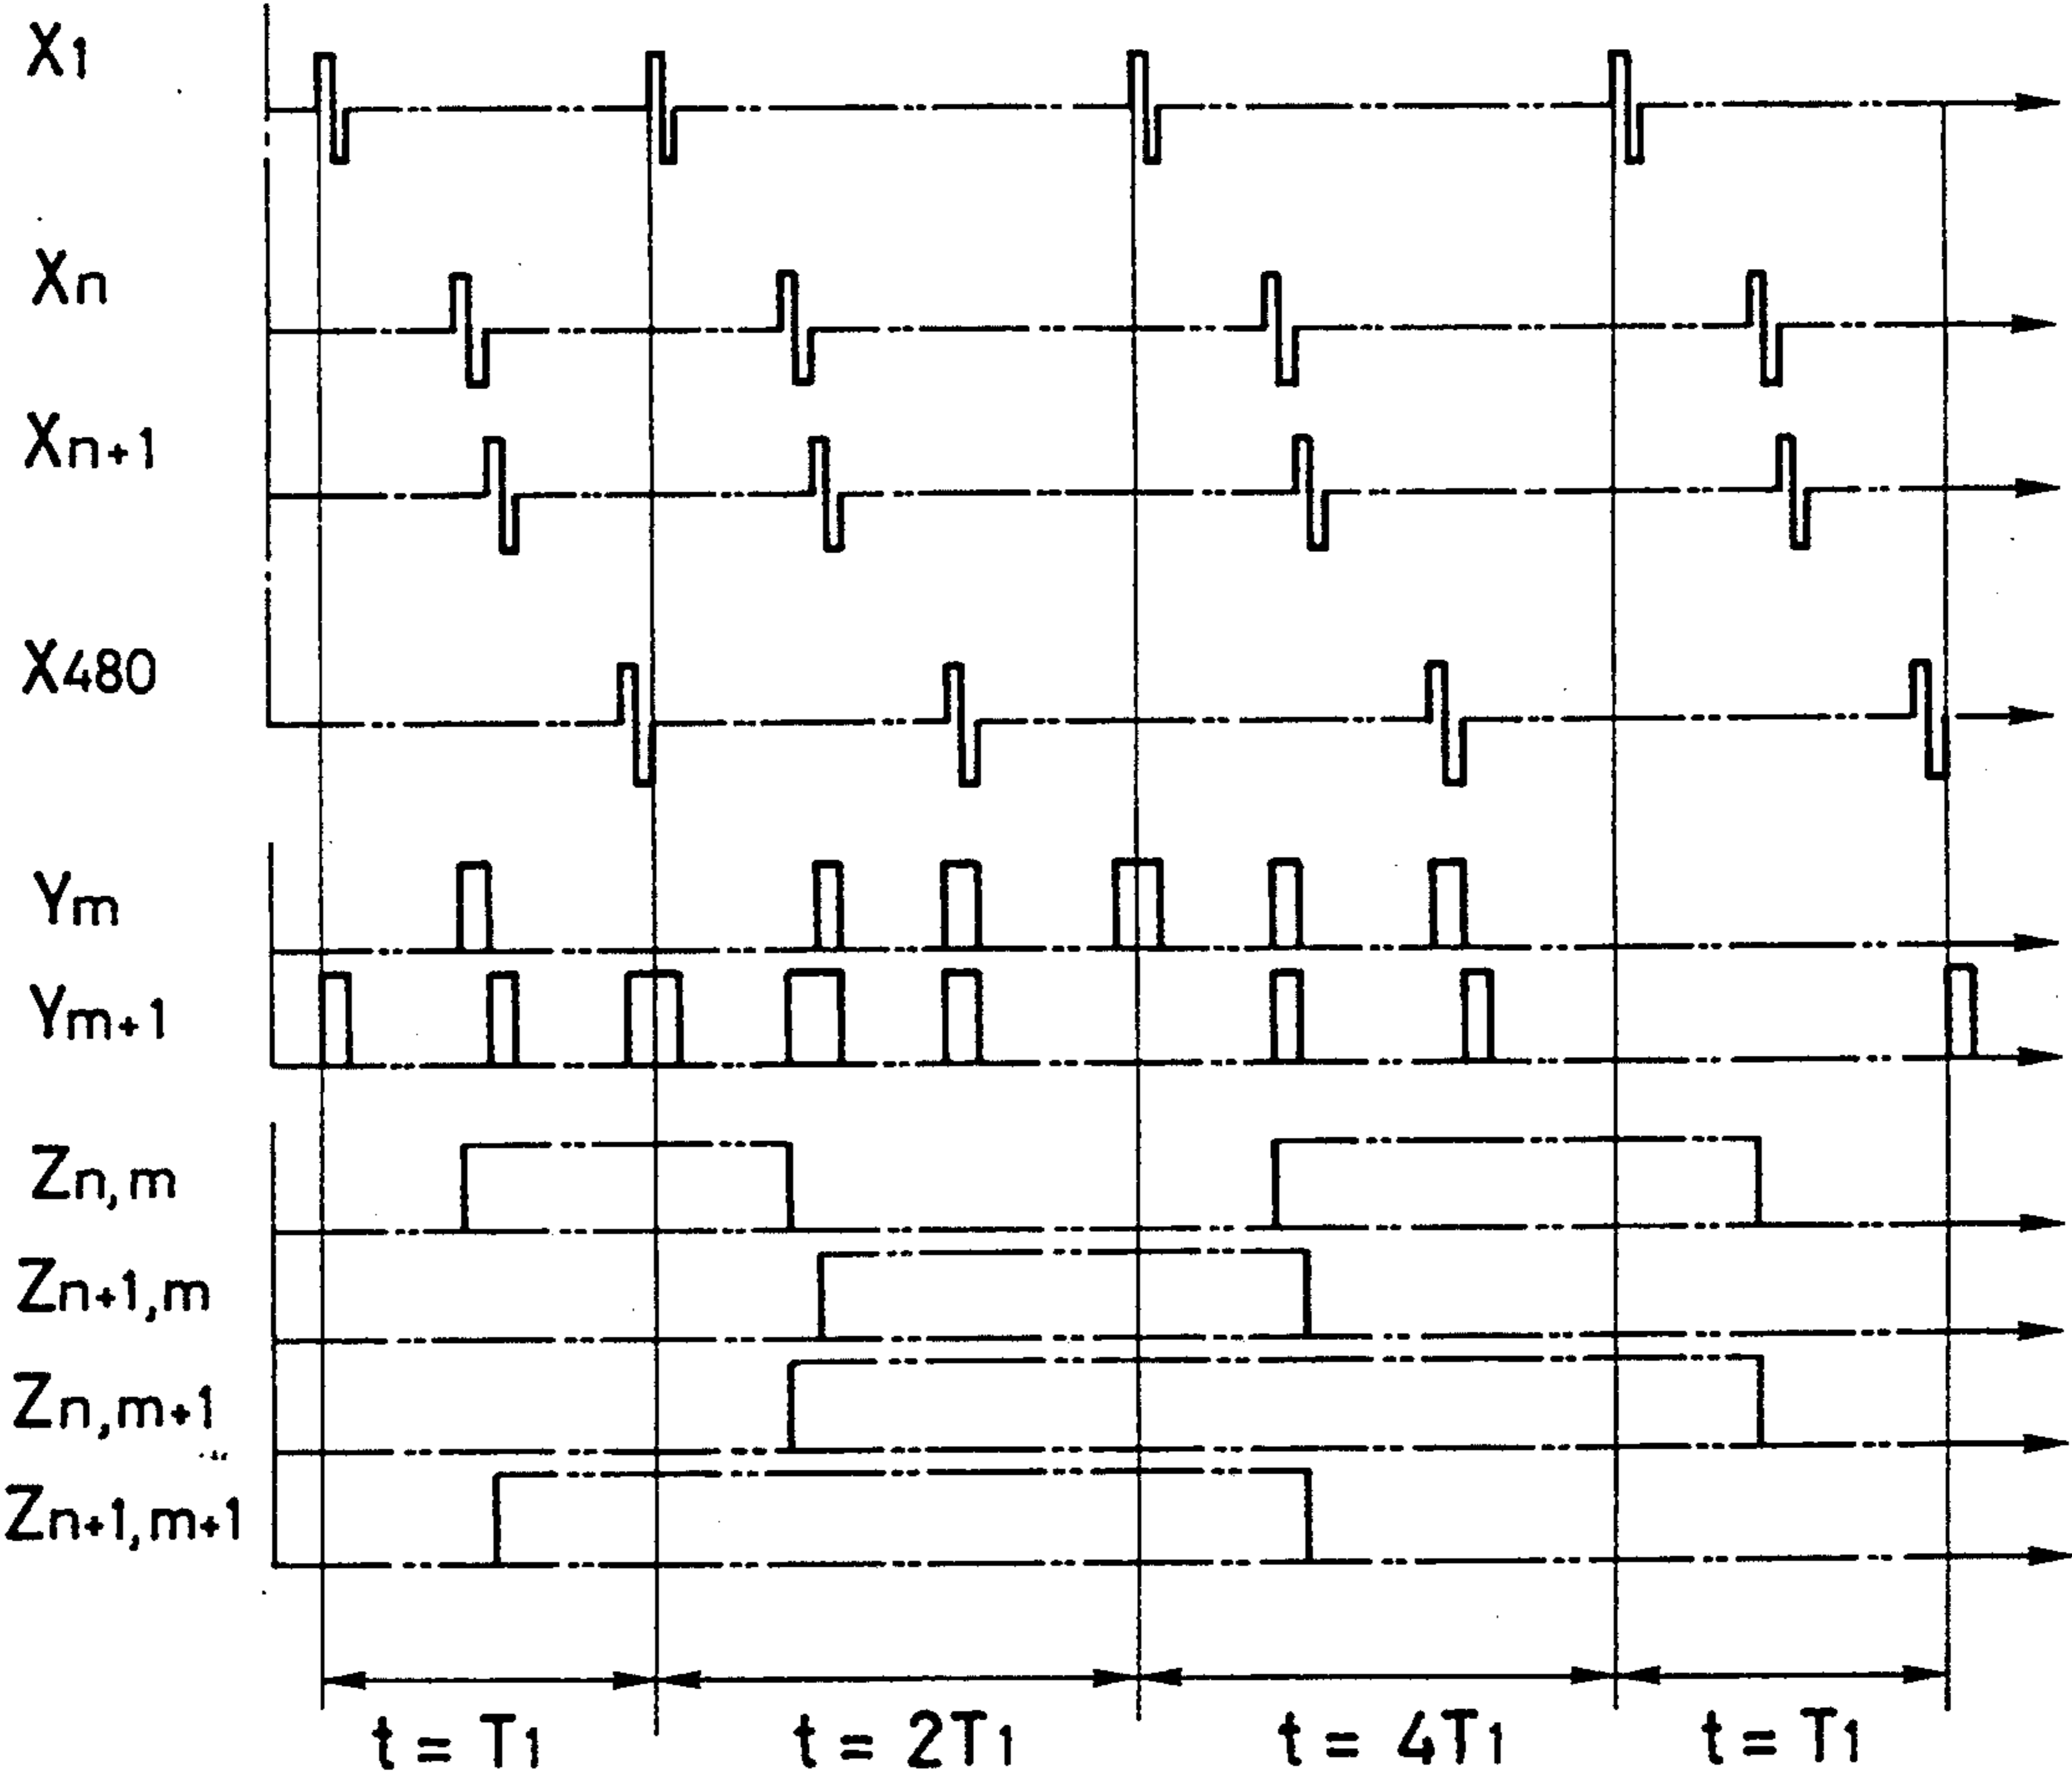 X1
Xn
Xn+1
X480
Ym
Ym+1
Zn,m
Zn+1,m
Zn,m+1
Zn+1,m+1
t = T1 t = 2T1 t = 4T1 t = T1